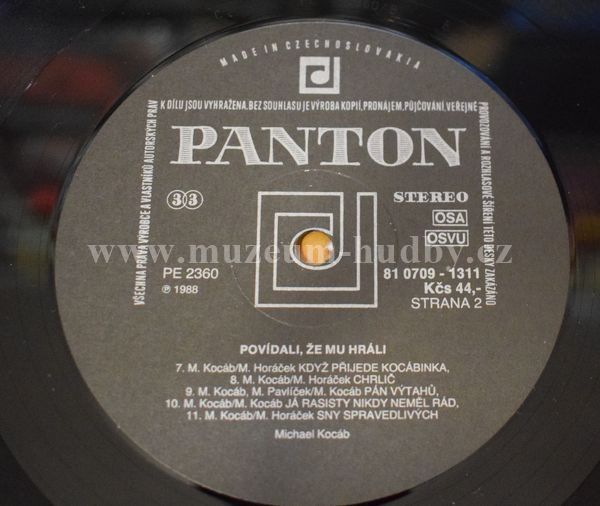 MADE IN CZECHOSLOVAKIA
K DÍLU JSOU VYHRAŽENA. BEZ SOUHLASU JE VÝROBA KOPIÍ, PRONÁJEM, PŮJČOVÁNÍ, VEŘEJNÉ
VŠECHNA PRÁVA VÝROBCE A VLASTNÍKŮ AUTORSKÝCH PRÁV
PROVOZOVÁNÍ A ROZHLASOVÉ ŠÍŘENÍ TÉTO DESKY ZAKÁZÁNO
PANTON
33
STEREO
OSA
OSVU
www.muzeum-hudby.cz
PE 2360
℗ 1988
81 0709 - 1311
Kčs 44,-
STRANA 2
POVÍDALI, ŽE MU HRÁLI
7. M. Kocáb/M. Horáček KDYŽ PŘIJEDE KOCÁBINKA,
8. M. Kocáb/M. Horáček CHRLIČ
9. M. Kocáb, M. Pavlíček/M. Kocáb PÁN VÝTAHŮ,
10. M. Kocáb/M. Kocáb JÁ RASISTY NIKDY NEMĚL RÁD,
11. M. Kocáb/M. Horáček SNY SPRAVEDLIVÝCH
Michael Kocáb